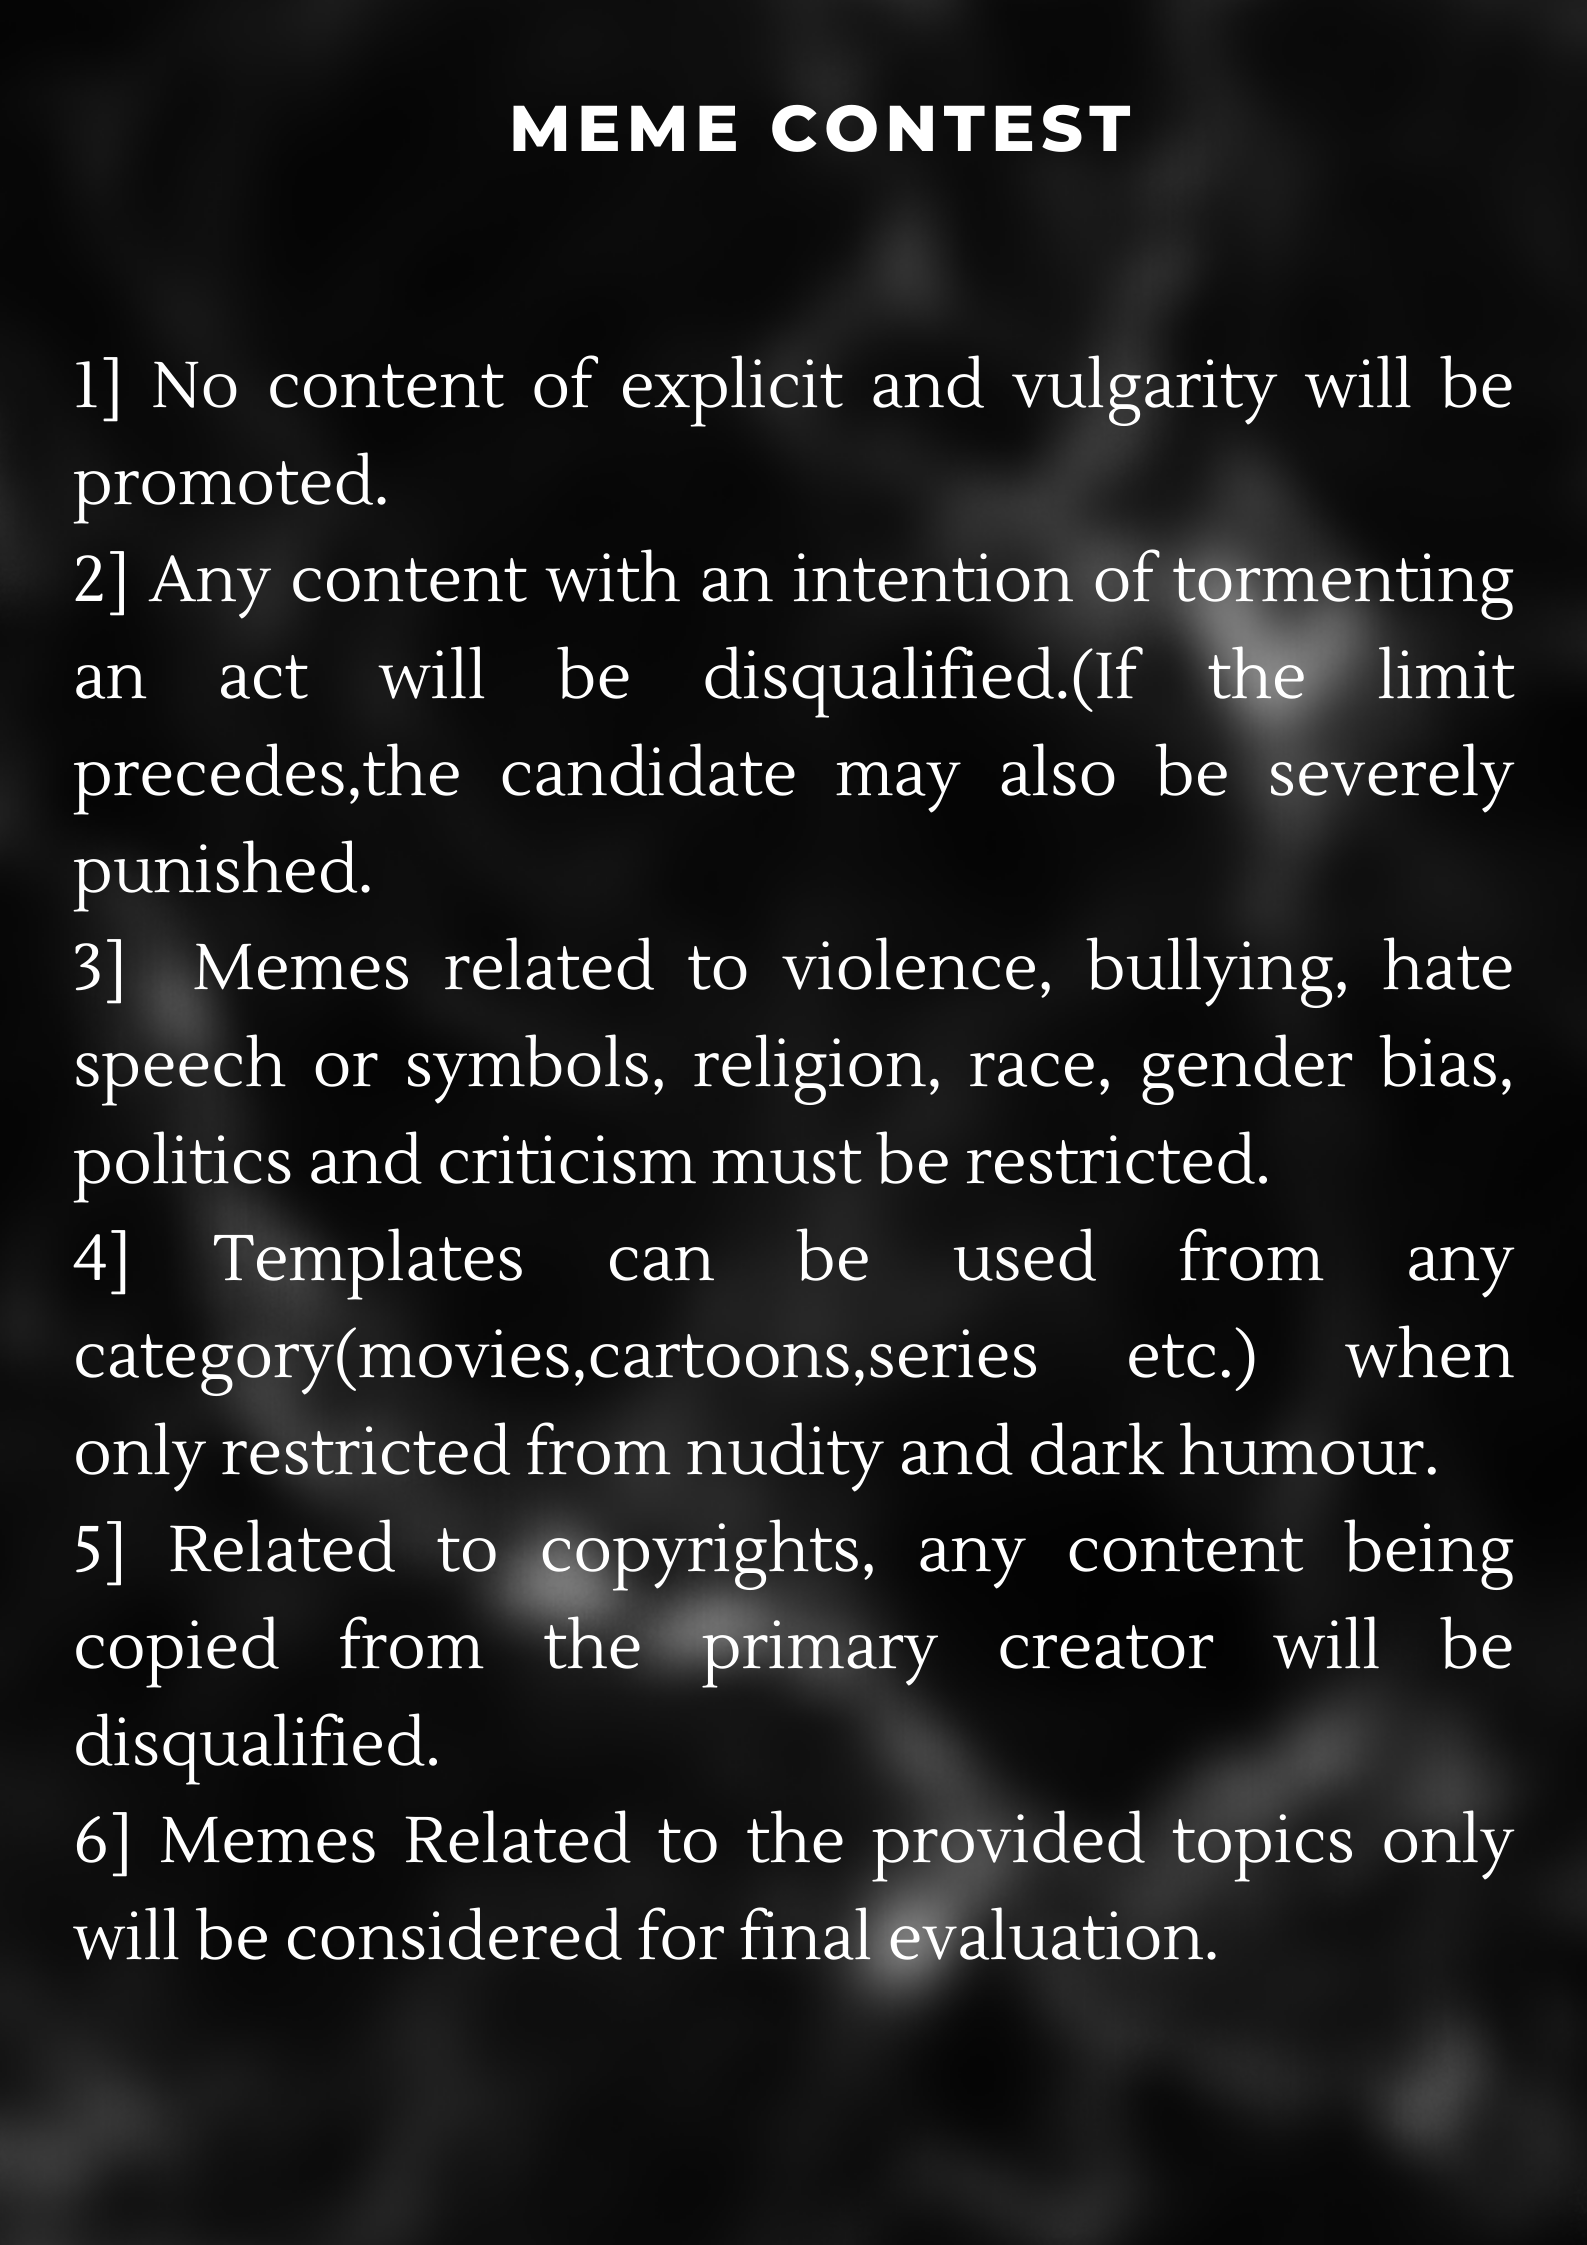 MEME CONTEST
1] No content of explicit and vulgarity will be
promoted.
2] Any content with an intention of tormenting
an act will be disqualified.(If the limit
precedes,the candidate may also be severely
punished.
3] Memes related to violence, bullying, hate
speech or symbols, religion, race, gender bias,
politics and criticism must be restricted.
4] Templates can be used from any
category(movies,cartoons,series etc.) when
only restricted from nudity and dark humour.
5] Related to copyrights, any content being
copied from the primary creator will be
disqualified.
6] Memes Related to the provided topics only
will be considered for final evaluation.